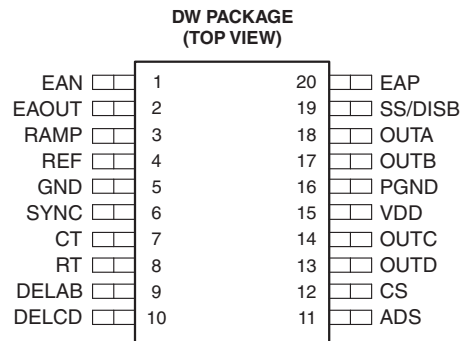 DW PACKAGE
(TOP VIEW)
EAN 1 20 EAP
EAOUT 2 19 SS/DISB
RAMP 3 18 OUTA
REF 4 17 OUTB
GND 5 16 PGND
SYNC 6 15 VDD
CT 7 14 OUTC
RT 8 13 OUTD
DELAB 9 12 CS
DELCD 10 11 ADS